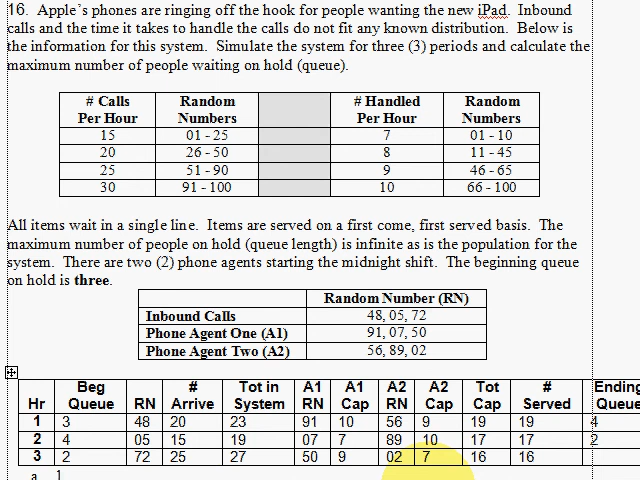 16. Apple's phones are ringing off the hook for people wanting the new iPad. Inbound
calls and the time it takes to handle the calls do not fit any known distribution. Below is
the information for this system. Simulate the system for three (3) periods and calculate the
maximum number of people waiting on hold (queue).
# Calls Per Hour Random Numbers # Handled Per Hour Random Numbers
15 01 - 25 7 01 - 10
20 26 - 50 8 11 - 45
25 51 - 90 9 46 - 65
30 91 - 100 10 66 - 100
All items wait in a single line. Items are served on a first come, first served basis. The
maximum number of people on hold (queue length) is infinite as is the population for the
system. There are two (2) phone agents starting the midnight shift. The beginning queue
on hold is three.
Random Number (RN)
Inbound Calls 48, 05, 72
Phone Agent One (A1) 91, 07, 50
Phone Agent Two (A2) 56, 89, 02
Hr Beg Queue RN # Arrive Tot in System A1 RN A1 Cap A2 RN A2 Cap Tot Cap # Served Ending Queue
1 3 48 20 23 91 10 56 9 19 19 4
2 4 05 15 19 07 7 89 10 17 17 2
3 2 72 25 27 50 9 02 7 16 16
a. 1